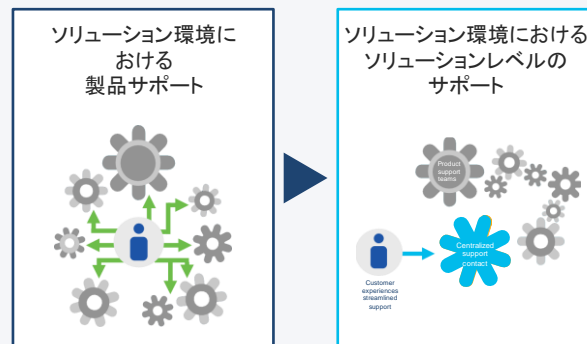 ソリューション環境に
おける
製品サポート
ソリューション環境における
ソリューションレベルの
サポート
Product
support
teams
Centralized
support
contact
Customer
experiences
streamlined
support